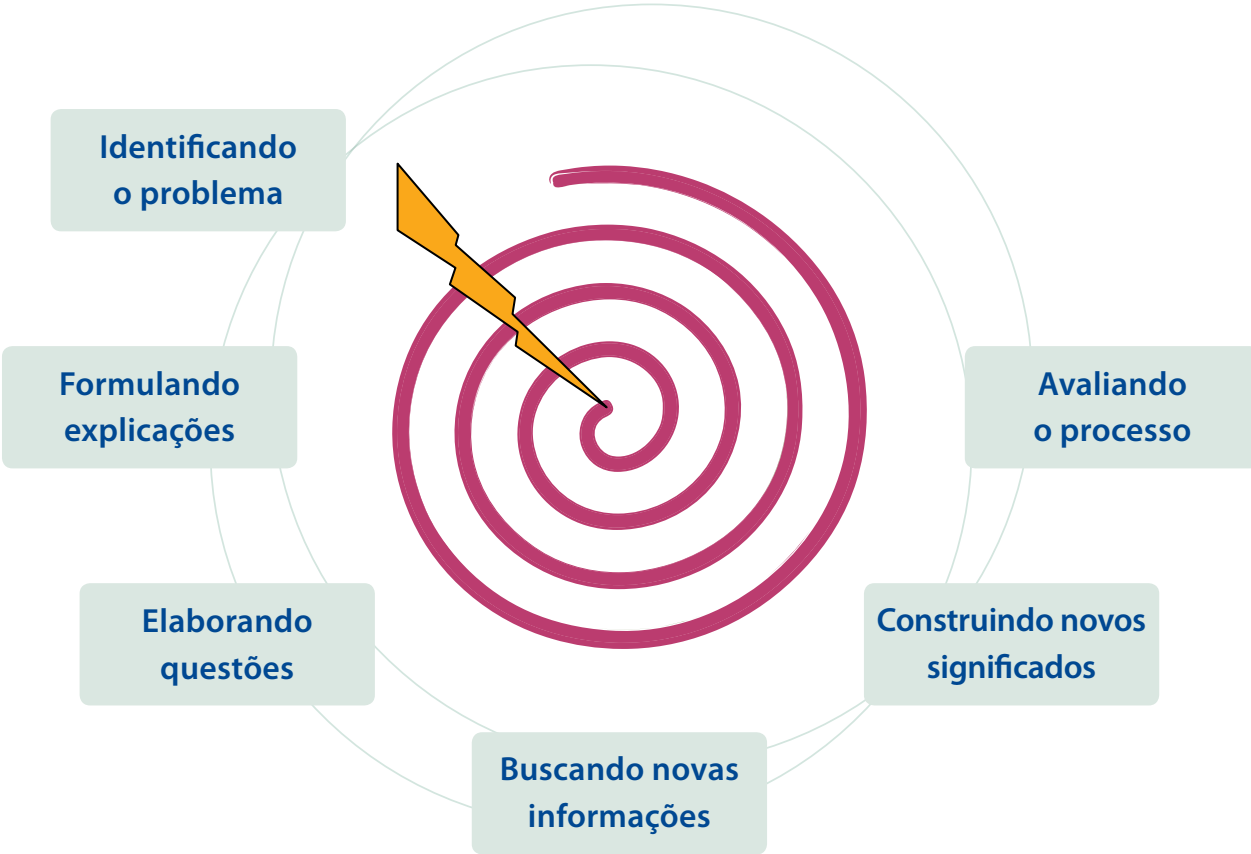 Identificando
o problema
Formulando
explicações
Elaborando
questões
Buscando novas
informações
Construindo novos
significados
Avaliando
o processo